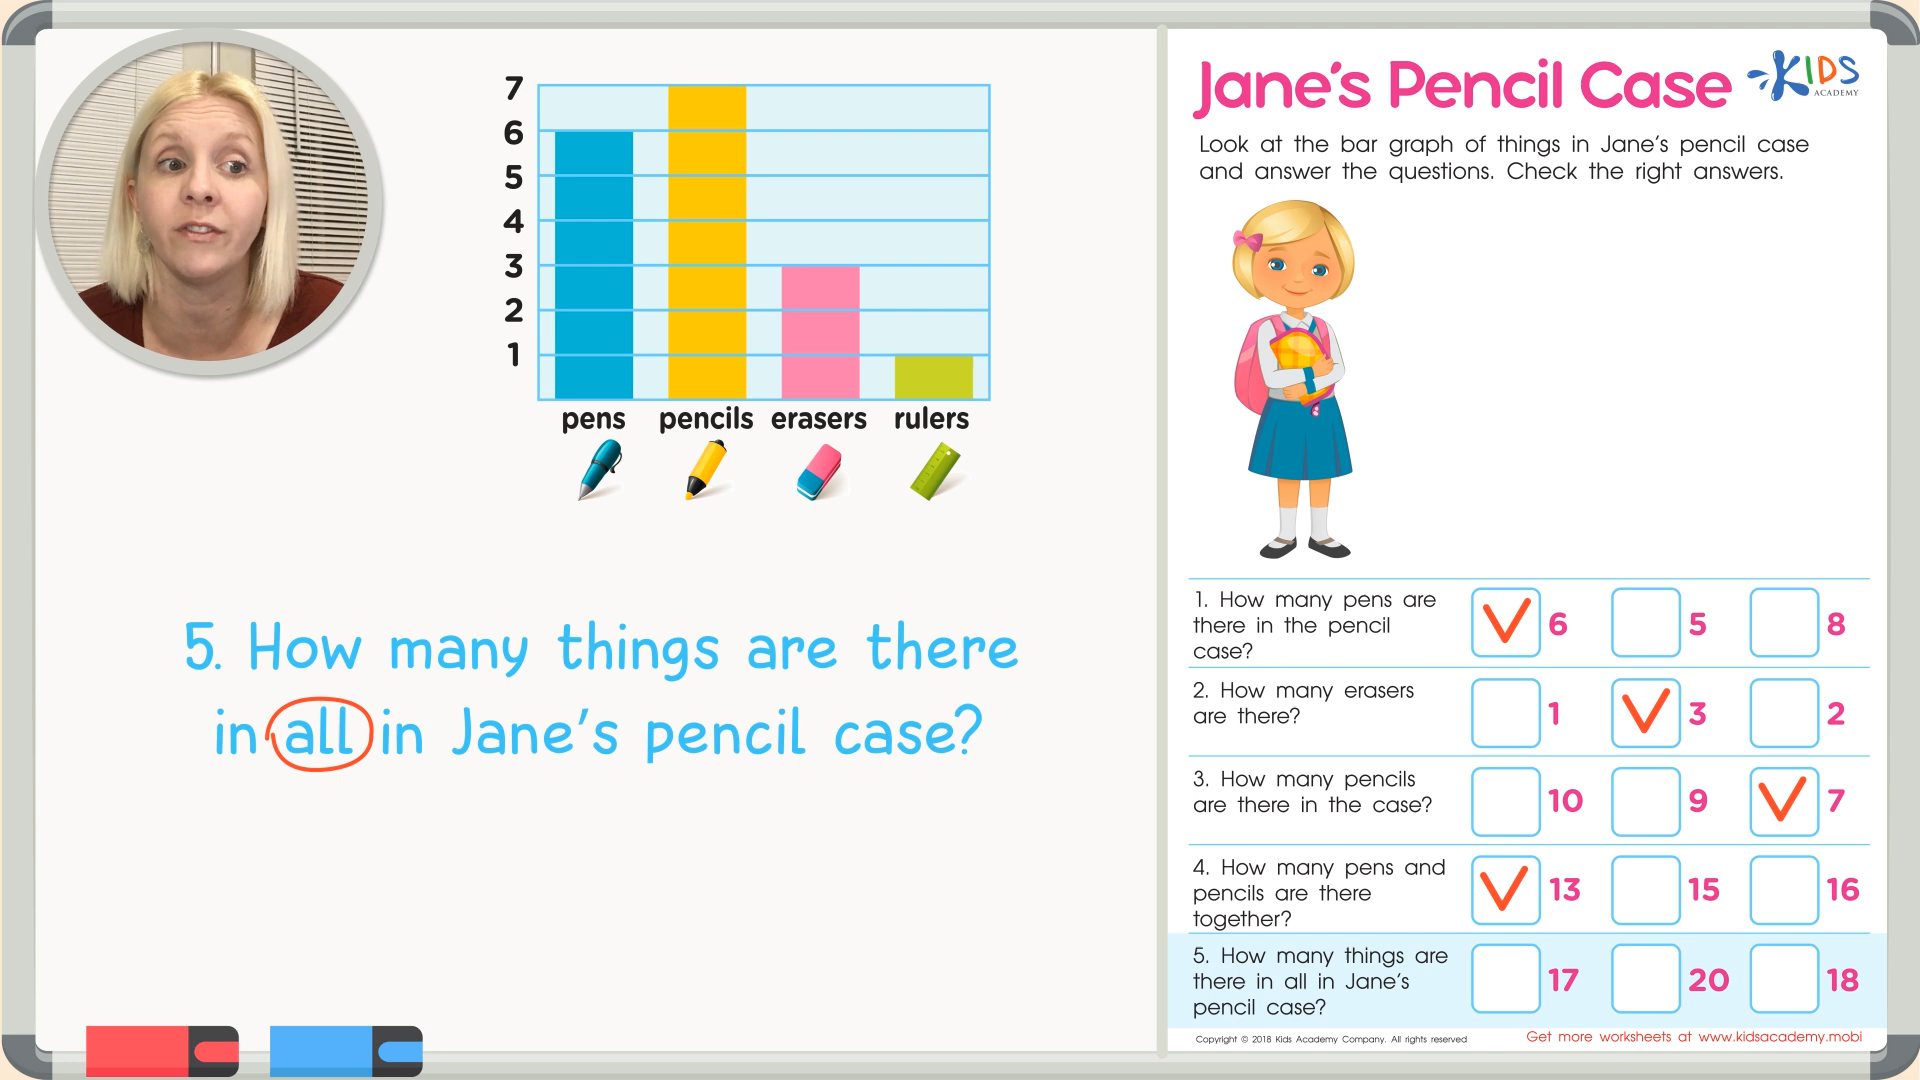 7
6
5
4
3
2
1
pens pencils erasers rulers
5. How many things are there
in all in Jane's pencil case?
Jane's Pencil Case
KIDS
ACADEMY
Look at the bar graph of things in Jane's pencil case
and answer the questions. Check the right answers.
1. How many pens are
there in the pencil
case?
6 5 8
2. How many erasers
are there?
1 3 2
3. How many pencils
are there in the case?
10 9 7
4. How many pens and
pencils are there
together?
13 15 16
5. How many things are
there in all in Jane's
pencil case?
17 20 18
Copyright © 2018 Kids Academy Company. All rights reserved
Get more worksheets at www.kidsacademy.mobi